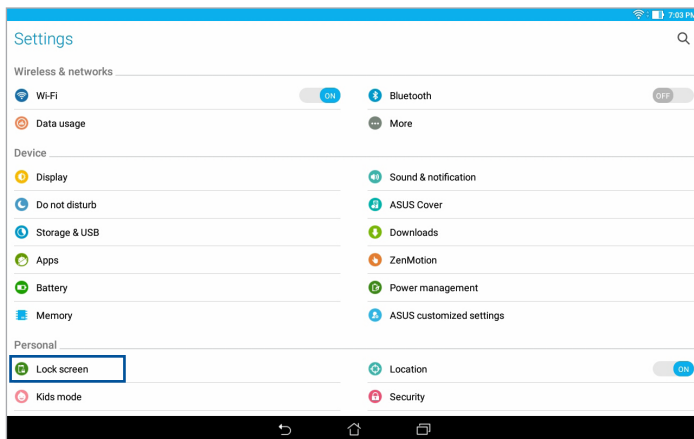 7:03 PM
Settings
Wireless & networks
Wi-Fi ON Bluetooth OFF
Data usage More
Device
Display Sound & notification
Do not disturb ASUS Cover
Storage & USB Downloads
Apps ZenMotion
Battery Power management
Memory ASUS customized settings
Personal
Lock screen Location ON
Kids mode Security